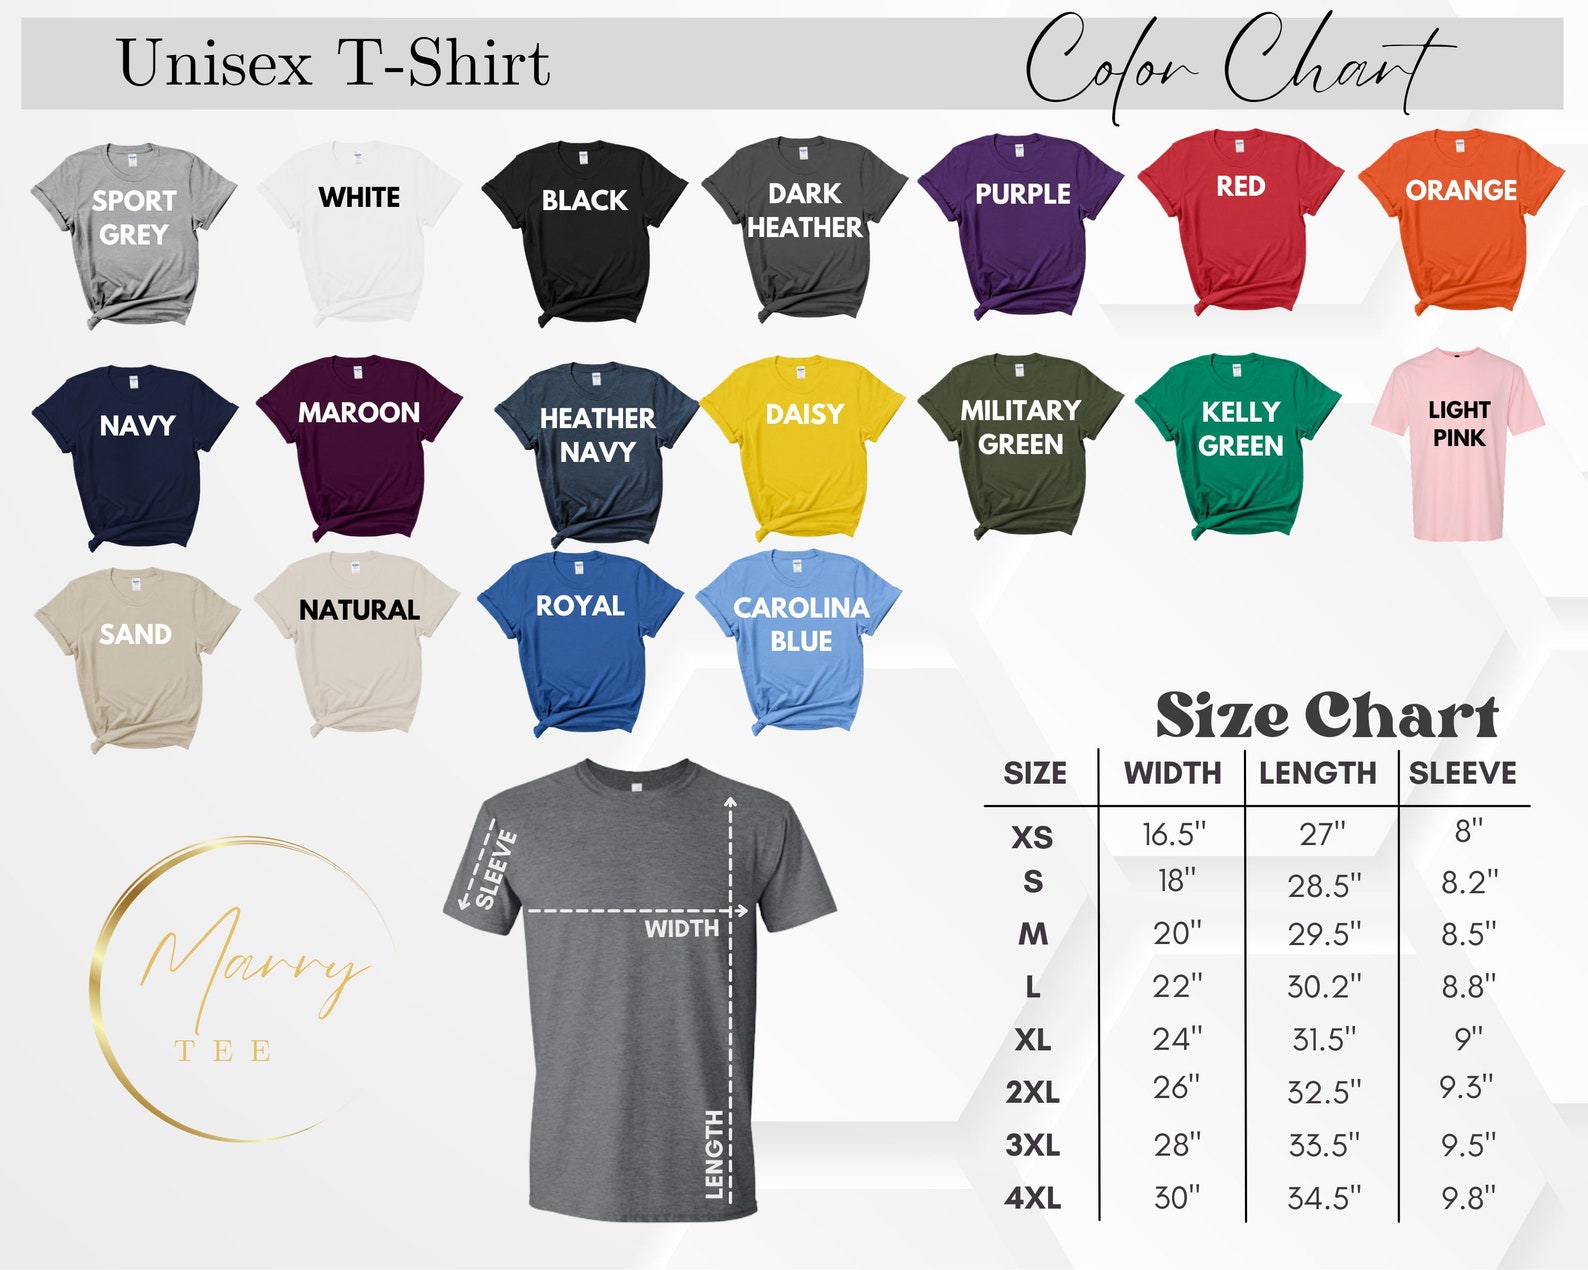 Unisex T-Shirt
Color Chart
SPORT
GREY
WHITE
BLACK
DARK
HEATHER
PURPLE
RED
ORANGE
NAVY
MAROON
HEATHER
NAVY
DAISY
MILITARY
GREEN
KELLY
GREEN
LIGHT
PINK
SAND
NATURAL
ROYAL
CAROLINA
BLUE
Marry
TEE
SLEEVE
WIDTH
LENGTH
Size Chart
SIZE WIDTH LENGTH SLEEVE
XS 16.5" 27" 8"
S 18" 28.5" 8.2"
M 20" 29.5" 8.5"
L 22" 30.2" 8.8"
XL 24" 31.5" 9"
2XL 26" 32.5" 9.3"
3XL 28" 33.5" 9.5"
4XL 30" 34.5" 9.8"